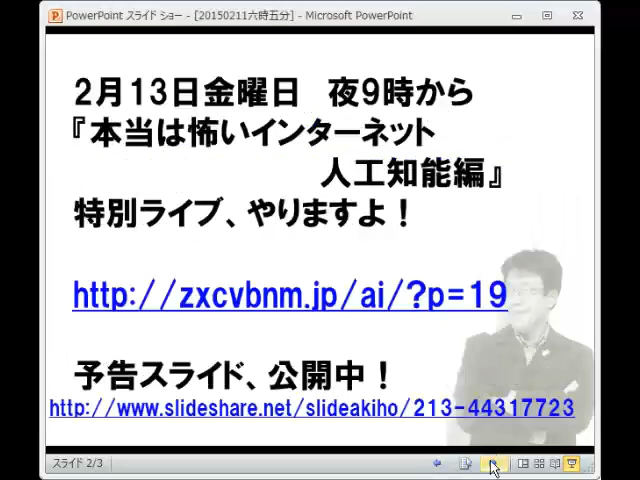 PowerPoint スライド ショー - [20150211六時五分] - Microsoft PowerPoint
2月13日金曜日　夜9時から
『本当は怖いインターネット
人工知能編』
特別ライブ、やりますよ！
http://zxcvbnm.jp/ai/?p=19
予告スライド、公開中！
http://www.slideshare.net/slideakiho/213-44317723
スライド 2/3